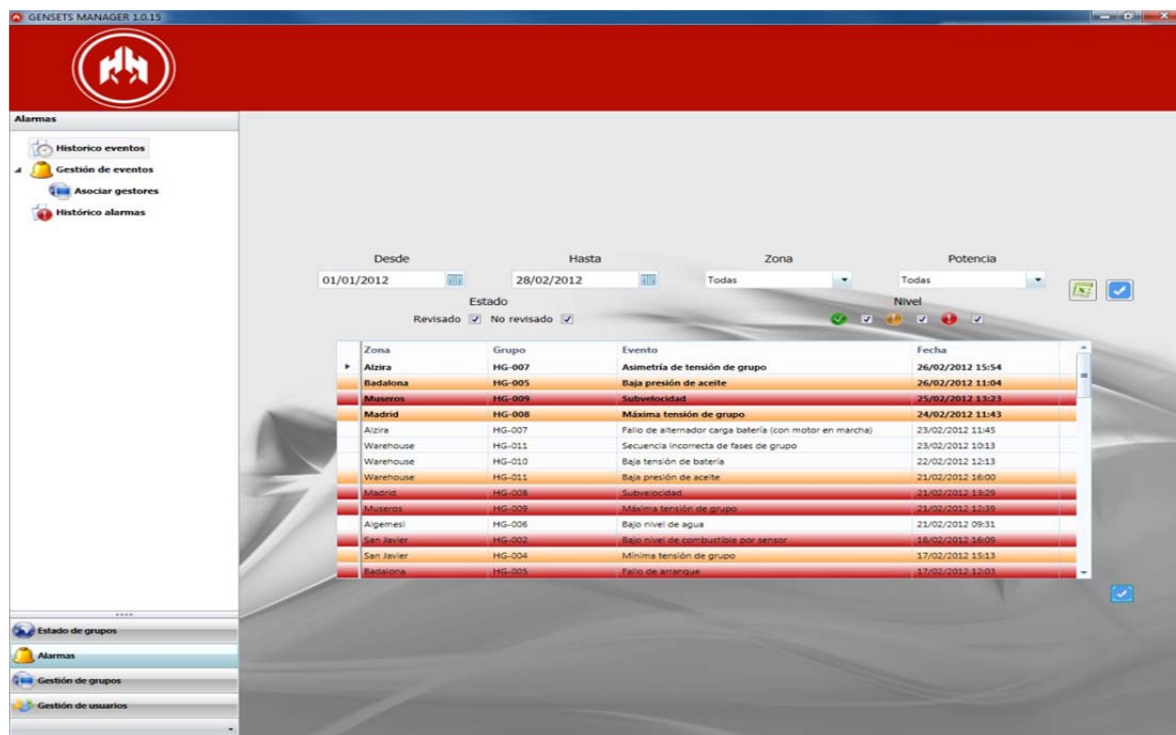 GENSETS MANAGER 1.0.15
Alarmas
Historico eventos
Gestión de eventos
Asociar gestores
Histórico alarmas
Desde Hasta Zona Potencia
01/01/2012 28/02/2012 Todas Todas
Estado Nivel
Revisado No revisado
Zona Grupo Evento Fecha
Alzira HG-007 Asimetría de tensión de grupo 26/02/2012 15:54
Badalona HG-005 Baja presión de aceite 26/02/2012 11:04
Museros HG-009 Subvelocidad 25/02/2012 13:23
Madrid HG-008 Máxima tensión de grupo 24/02/2012 11:43
Alzira HG-007 Fallo de alternador carga batería (con motor en marcha) 23/02/2012 11:45
Warehouse HG-011 Secuencia incorrecta de fases de grupo 23/02/2012 10:13
Warehouse HG-010 Baja tensión de batería 22/02/2012 12:13
Warehouse HG-011 Baja presión de aceite 21/02/2012 16:00
Madrid HG-008 Subvelocidad 21/02/2012 13:29
Museros HG-009 Máxima tensión de grupo 21/02/2012 12:39
Algemesi HG-006 Bajo nivel de agua 21/02/2012 09:31
San Javier HG-002 Bajo nivel de combustible por sensor 18/02/2012 16:09
San Javier HG-004 Mínima tensión de grupo 17/02/2012 15:13
Badalona HG-005 Fallo de arranque 17/02/2012 12:03
Estado de grupos
Alarmas
Gestión de grupos
Gestión de usuarios